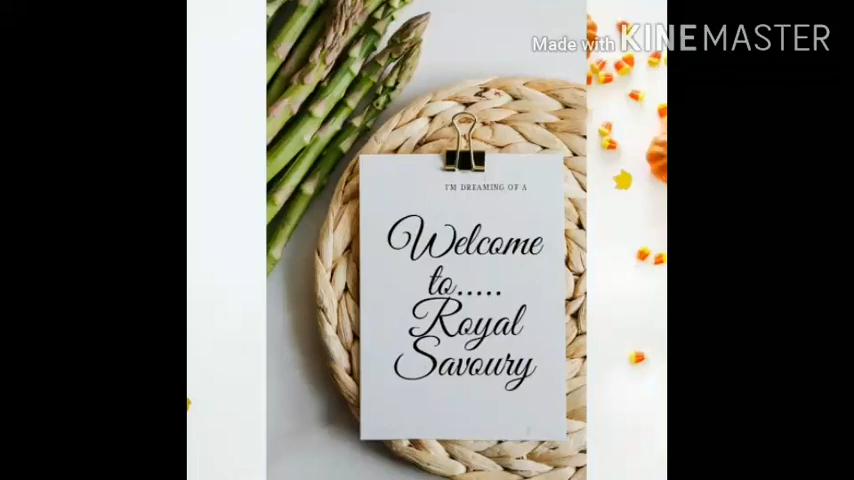 Made with KINEMASTER
I'M DREAMING OF A
Welcome
to.....
Royal
Savoury